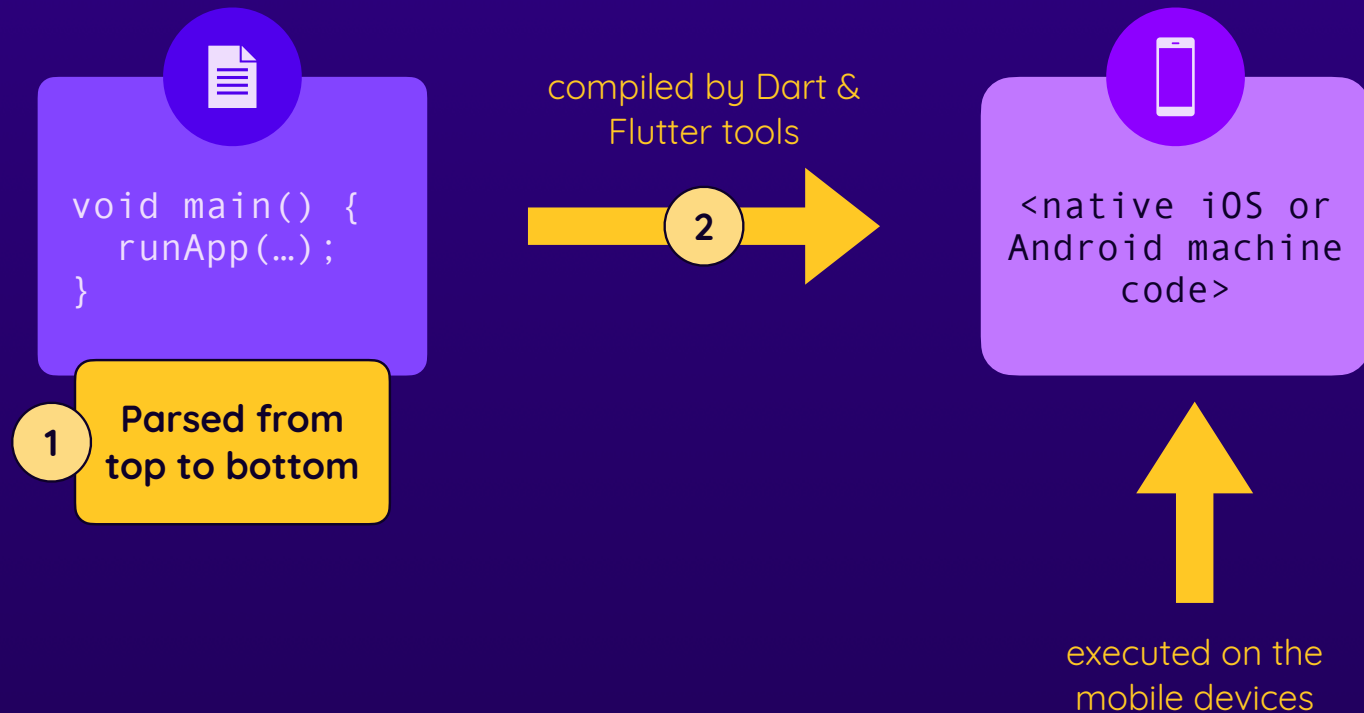 void main() {
runApp(…);
}
1
Parsed from
top to bottom
compiled by Dart &
Flutter tools
2
<native iOS or
Android machine
code>
executed on the
mobile devices